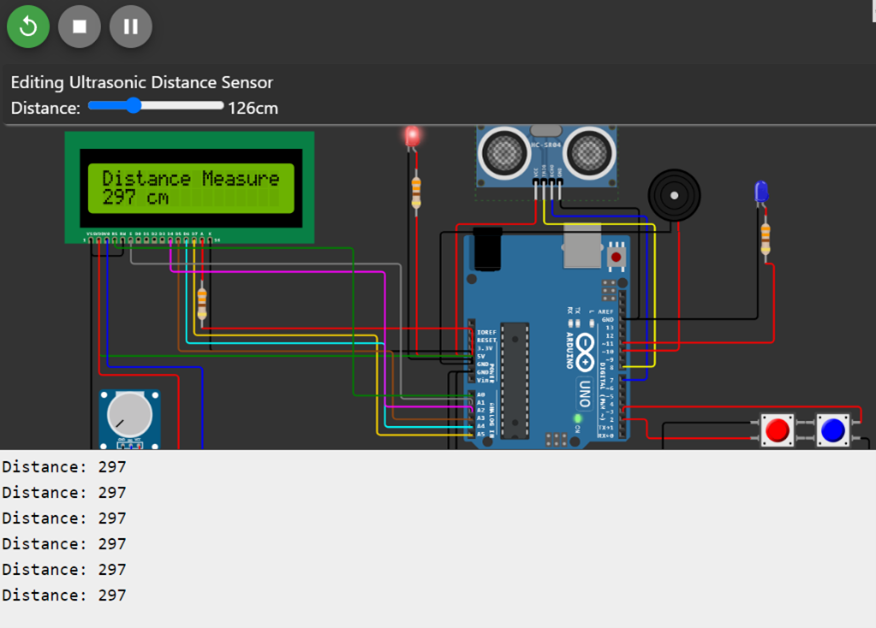 Editing Ultrasonic Distance Sensor
Distance: 126cm
Distance Measure
297 cm
HC-SR04
IOREF
RESET
3.3V
5V
GND
GND
Vin
POWER
A0
A1
A2
A3
A4
A5
ANALOG IN
AREF
GND
13
12
~11
~10
~9
8
7
~6
~5
4
~3
2
TX→1
RX←0
DIGITAL (PWM ~)
L
TX
RX
ARDUINO
UNO
ON
Distance: 297
Distance: 297
Distance: 297
Distance: 297
Distance: 297
Distance: 297